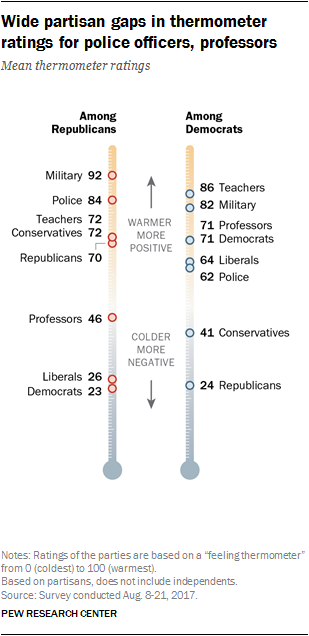 Wide partisan gaps in thermometer
ratings for police officers, professors
Mean thermometer ratings
Among
Republicans
Military 92
Police 84
Teachers 72
Conservatives 72
Republicans 70
Professors 46
Liberals 26
Democrats 23
WARMER
MORE
POSITIVE
COLDER
MORE
NEGATIVE
Among
Democrats
86 Teachers
82 Military
71 Professors
71 Democrats
64 Liberals
62 Police
41 Conservatives
24 Republicans
Notes: Ratings of the parties are based on a “feeling thermometer”
from 0 (coldest) to 100 (warmest).
Based on partisans, does not include independents.
Source: Survey conducted Aug. 8-21, 2017.
PEW RESEARCH CENTER